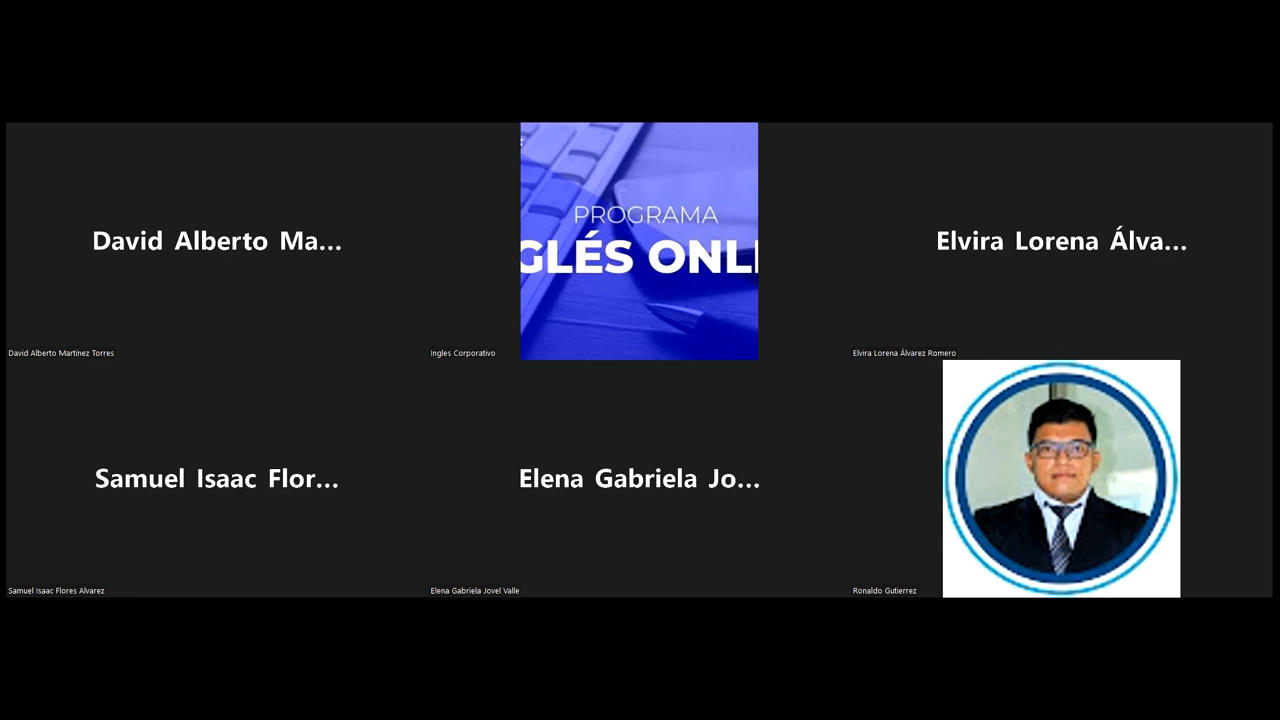 David Alberto Ma...
David Alberto Martínez Torres
PROGRAMA
GLÉS ONLI
Ingles Corporativo
Elvira Lorena Álva...
Elvira Lorena Álvarez Romero
Samuel Isaac Flor...
Samuel Isaac Flores Alvarez
Elena Gabriela Jo...
Elena Gabriela Jovel Valle
Ronaldo Gutierrez